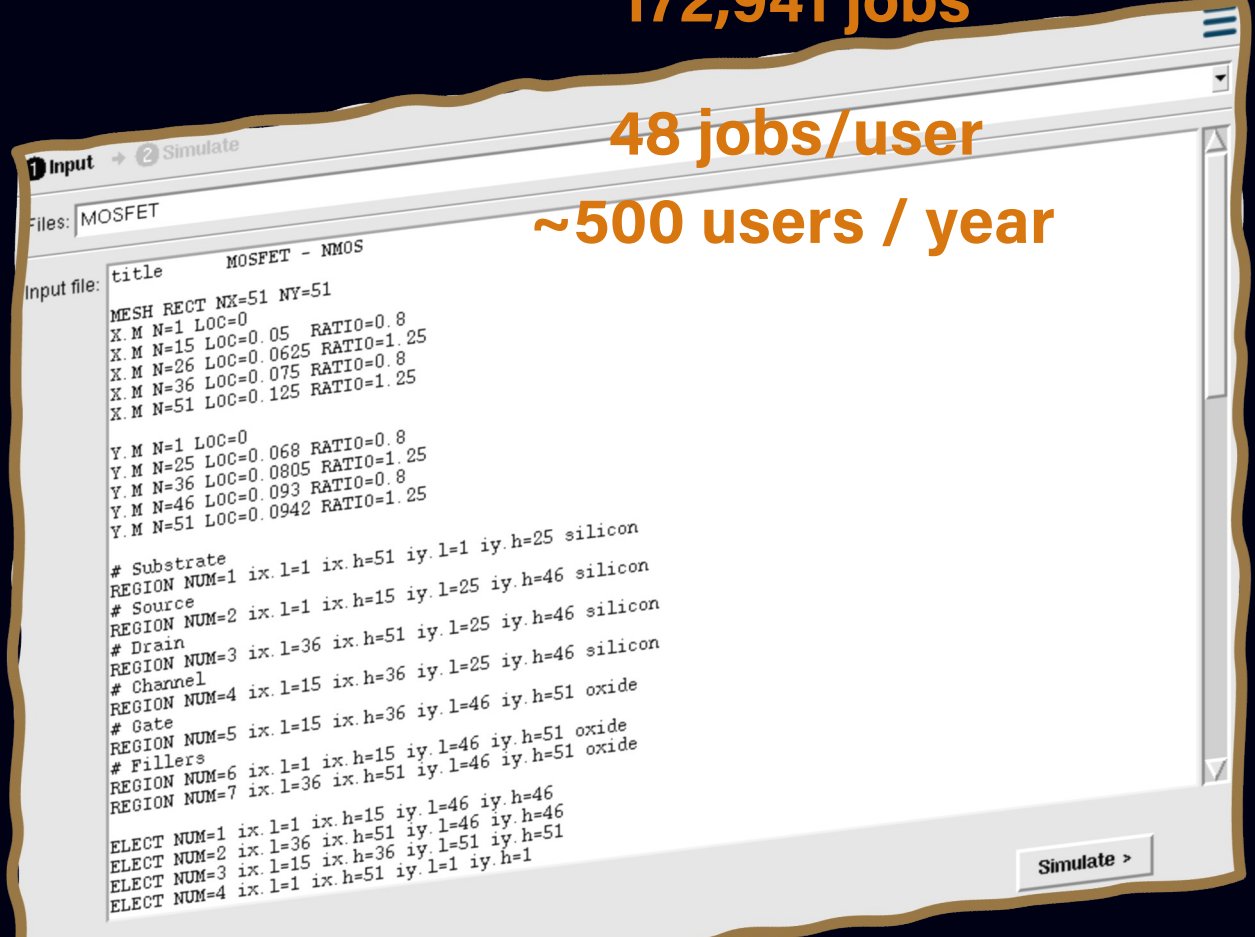 172,941 jobs
48 jobs/user
~500 users / year
1 Input → 2 Simulate
Files: MOSFET
Input file:
title MOSFET - NMOS
MESH RECT NX=51 NY=51
X.M N=1 LOC=0
X.M N=15 LOC=0.05 RATIO=0.8
X.M N=26 LOC=0.0625 RATIO=1.25
X.M N=36 LOC=0.075 RATIO=0.8
X.M N=51 LOC=0.125 RATIO=1.25
Y.M N=1 LOC=0
Y.M N=25 LOC=0.068 RATIO=0.8
Y.M N=36 LOC=0.0805 RATIO=1.25
Y.M N=46 LOC=0.093 RATIO=0.8
Y.M N=51 LOC=0.0942 RATIO=1.25
# Substrate
REGION NUM=1 ix.l=1 ix.h=51 iy.l=1 iy.h=25 silicon
# Source
REGION NUM=2 ix.l=1 ix.h=15 iy.l=25 iy.h=46 silicon
# Drain
REGION NUM=3 ix.l=36 ix.h=51 iy.l=25 iy.h=46 silicon
# Channel
REGION NUM=4 ix.l=15 ix.h=36 iy.l=25 iy.h=46 silicon
# Gate
REGION NUM=5 ix.l=15 ix.h=36 iy.l=46 iy.h=51 oxide
# Fillers
REGION NUM=6 ix.l=1 ix.h=15 iy.l=46 iy.h=51 oxide
REGION NUM=7 ix.l=36 ix.h=51 iy.l=46 iy.h=51 oxide
ELECT NUM=1 ix.l=1 ix.h=15 iy.l=46 iy.h=46
ELECT NUM=2 ix.l=36 ix.h=51 iy.l=46 iy.h=46
ELECT NUM=3 ix.l=15 ix.h=36 iy.l=51 iy.h=51
ELECT NUM=4 ix.l=1 ix.h=51 iy.l=1 iy.h=1
Simulate >